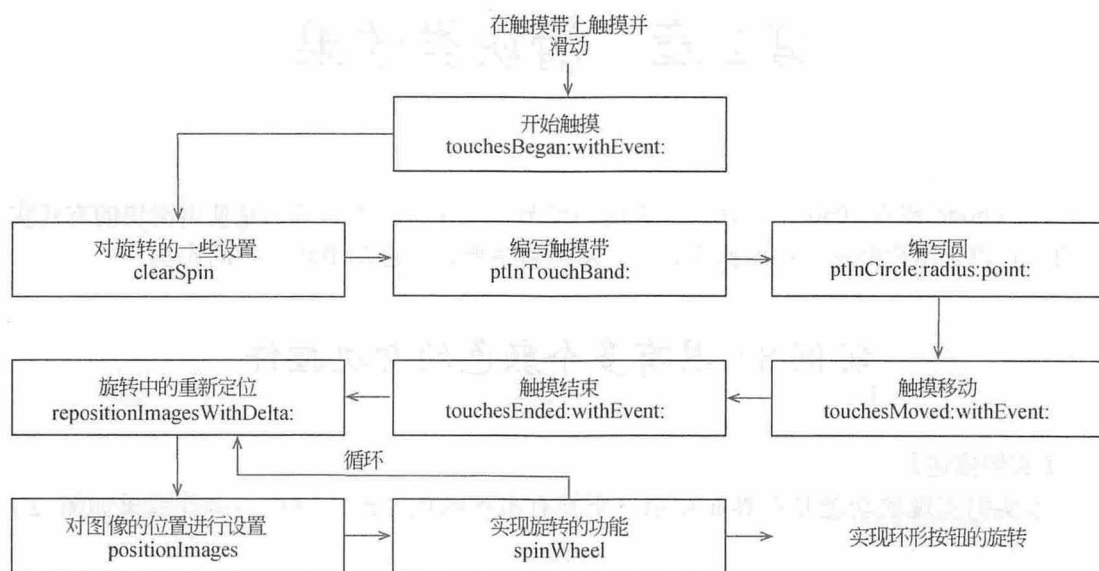 在触摸带上触摸并
滑动
开始触摸
touchesBegan:withEvent:
对旋转的一些设置
clearSpin
编写触摸带
ptInTouchBand:
编写圆
ptInCircle:radius:point:
旋转中的重新定位
repositionImagesWithDelta:
触摸结束
touchesEnded:withEvent:
触摸移动
touchesMoved:withEvent:
循环
对图像的位置进行设置
positionImages
实现旋转的功能
spinWheel
实现环形按钮的旋转